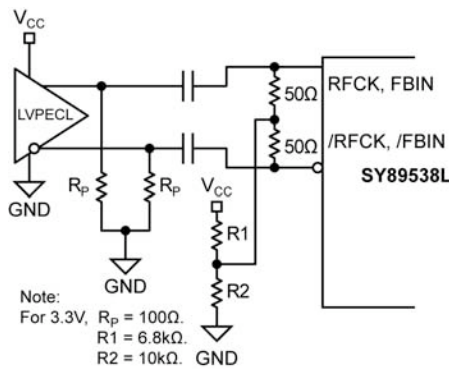 VCC
LVPECL
GND
RP
RP
GND
50Ω
50Ω
RFCK, FBIN
/RFCK, /FBIN
SY89538L
VCC
R1
R2
GND
Note:
For 3.3V, RP = 100Ω.
R1 = 6.8kΩ.
R2 = 10kΩ.